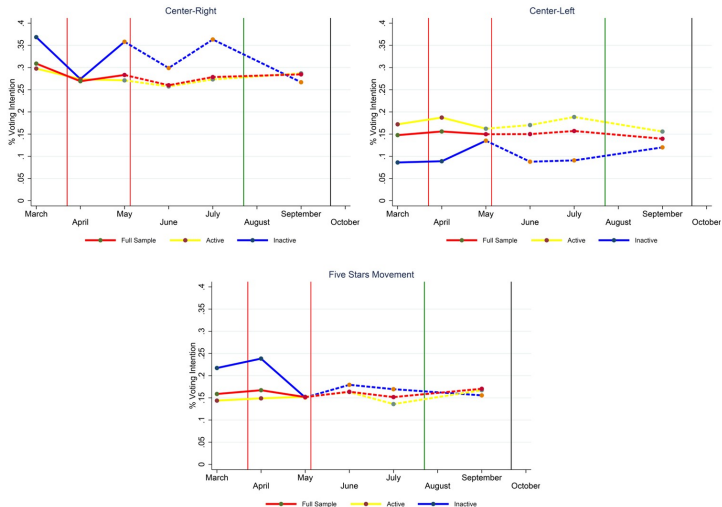 Center-Right
% Voting Intention
0 .05 .1 .15 .2 .25 .3 .35 .4
March April May June July August September October
Full Sample Active Inactive
Center-Left
% Voting Intention
0 .05 .1 .15 .2 .25 .3 .35 .4
March April May June July August September October
Full Sample Active Inactive
Five Stars Movement
% Voting Intention
0 .05 .1 .15 .2 .25 .3 .35 .4
March April May June July August September October
Full Sample Active Inactive